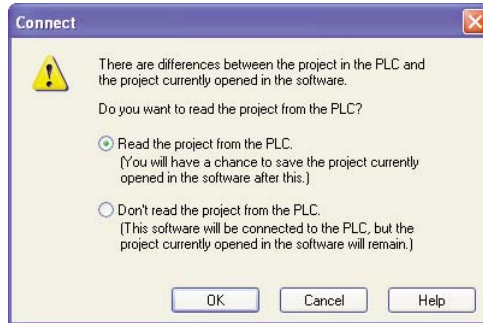 Connect
There are differences between the project in the PLC and
the project currently opened in the software.
Do you want to read the project from the PLC?
Read the project from the PLC.
(You will have a chance to save the project currently
opened in the software after this.)
Don't read the project from the PLC.
(This software will be connected to the PLC, but the
project currently opened in the software will remain.)
OK Cancel Help